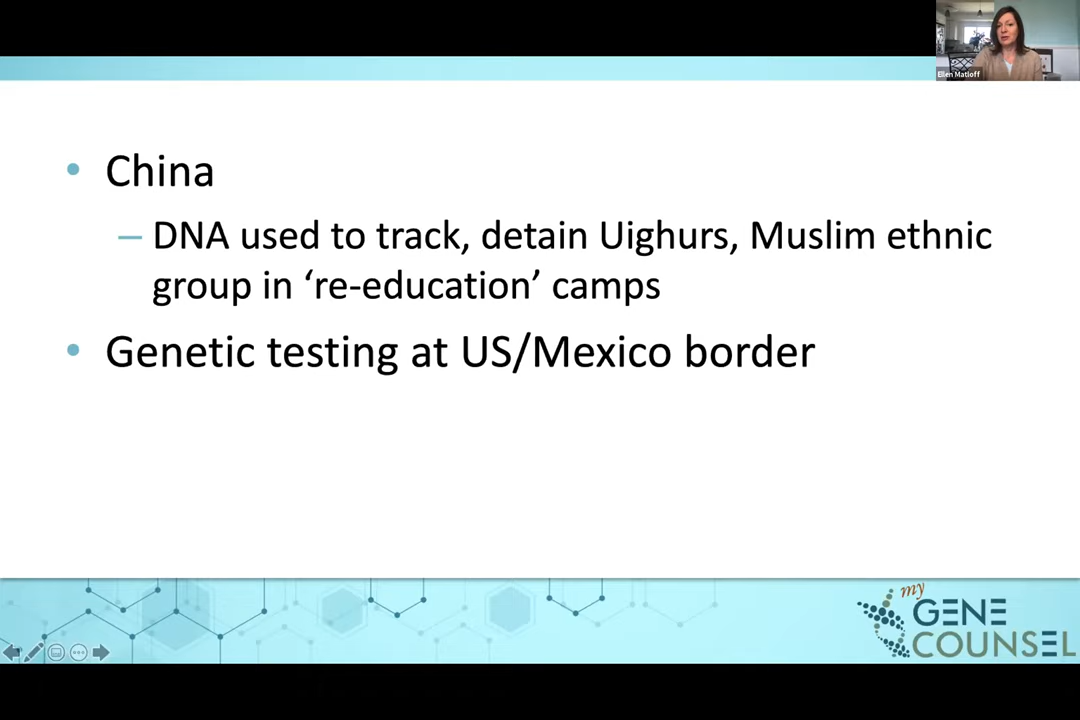 Ellen Matloff
• China
– DNA used to track, detain Uighurs, Muslim ethnic
group in ‘re-education’ camps
• Genetic testing at US/Mexico border
my
GENE
COUNSEL